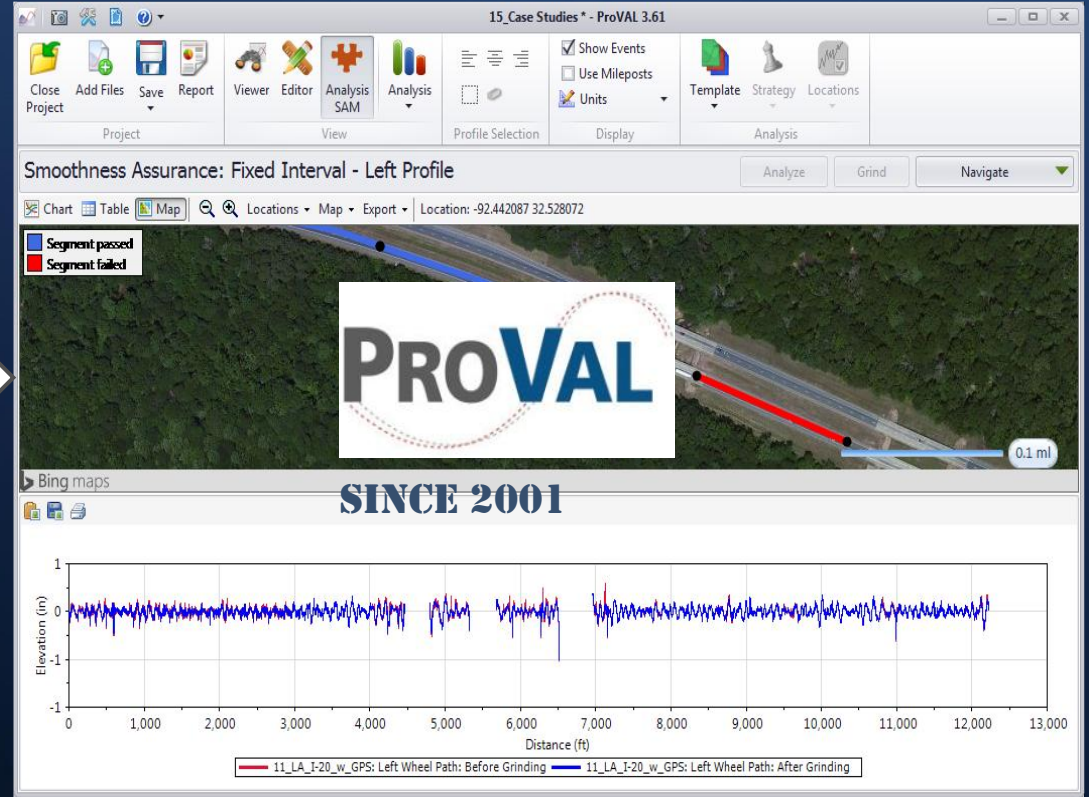 15_Case Studies * - ProVAL 3.61
Close Project
Add Files
Save
Report
Viewer
Editor
Analysis SAM
Analysis
Show Events
Use Mileposts
Units
Template
Strategy
Locations
Project
View
Profile Selection
Display
Analysis
Smoothness Assurance: Fixed Interval - Left Profile
Analyze
Grind
Navigate
Chart
Table
Map
Locations
Map
Export
Location: -92.442087 32.528072
Segment passed
Segment failed
PROVAL
0.1 ml
Bing maps
SINCE 2001
1
0
-1
-1
Elevation (in)
0 1,000 2,000 3,000 4,000 5,000 6,000 7,000 8,000 9,000 10,000 11,000 12,000 13,000
Distance (ft)
11_LA_I-20_w_GPS: Left Wheel Path: Before Grinding
11_LA_I-20_w_GPS: Left Wheel Path: After Grinding